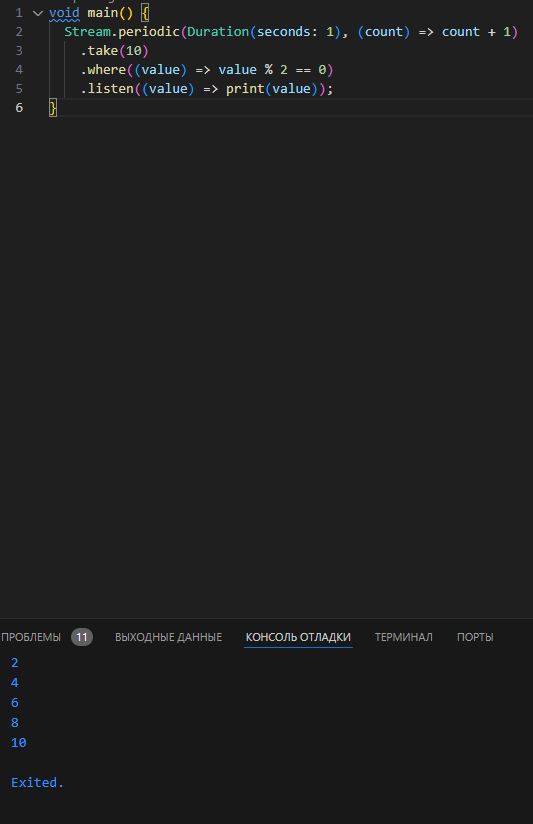 1 void main() {
2 Stream.periodic(Duration(seconds: 1), (count) => count + 1)
3 .take(10)
4 .where((value) => value % 2 == 0)
5 .listen((value) => print(value));
6 }
ПРОБЛЕМЫ 11 ВЫХОДНЫЕ ДАННЫЕ КОНСОЛЬ ОТЛАДКИ ТЕРМИНАЛ ПОРТЫ
2
4
6
8
10
Exited.